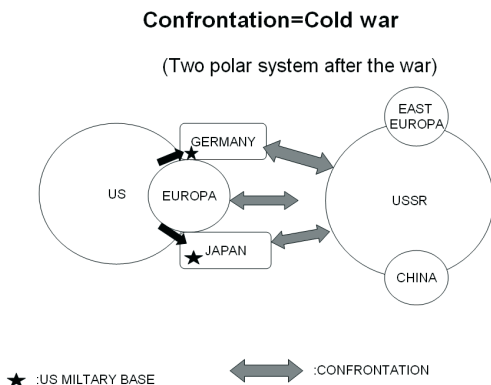 Confrontation=Cold war
(Two polar system after the war)
EAST
EUROPA
GERMANY
US
EUROPA
USSR
JAPAN
CHINA
:US MILTARY BASE
:CONFRONTATION